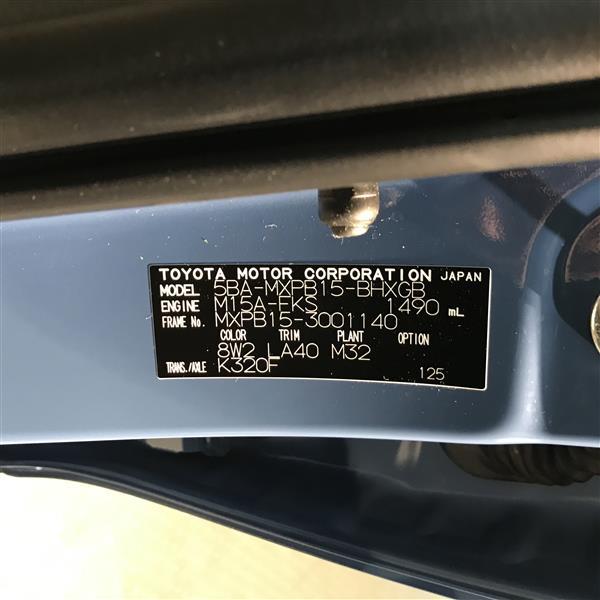 TOYOTA MOTOR CORPORATION JAPAN
MODEL 5BA-MXPB15-BHXGB
ENGINE M15A-FKS 1490 mL
FRAME No. MXPB15-3001140
COLOR TRIM PLANT OPTION
8W2 LA40 M32
TRANS./AXLE K320F 125